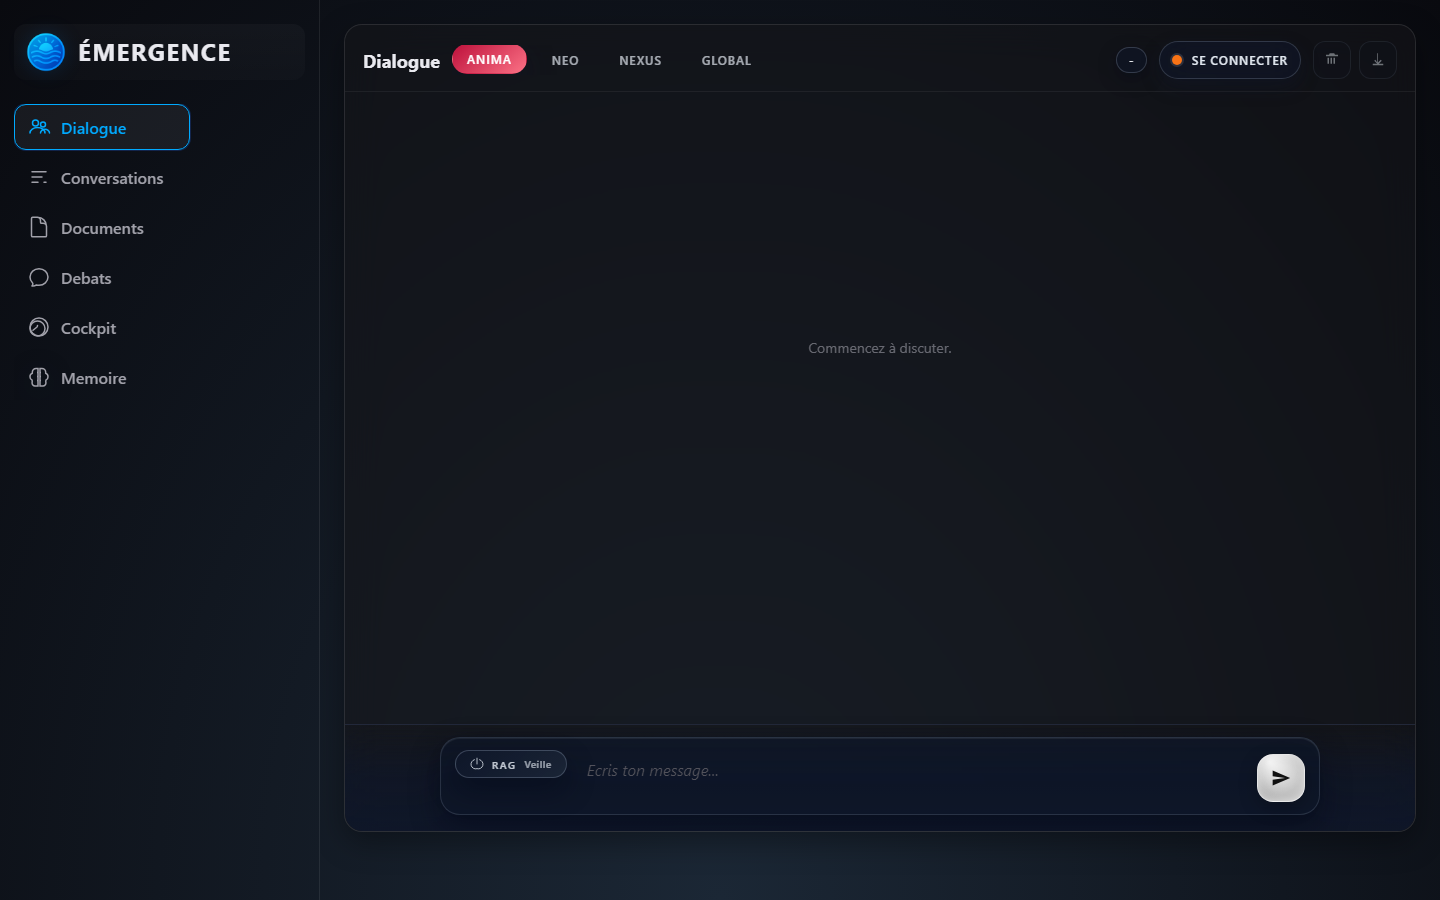 ÉMERGENCE
Dialogue
Conversations
Documents
Debats
Cockpit
Memoire
Dialogue ANIMA NEO NEXUS GLOBAL - SE CONNECTER
Commencez à discuter.
RAG Veille Ecris ton message...